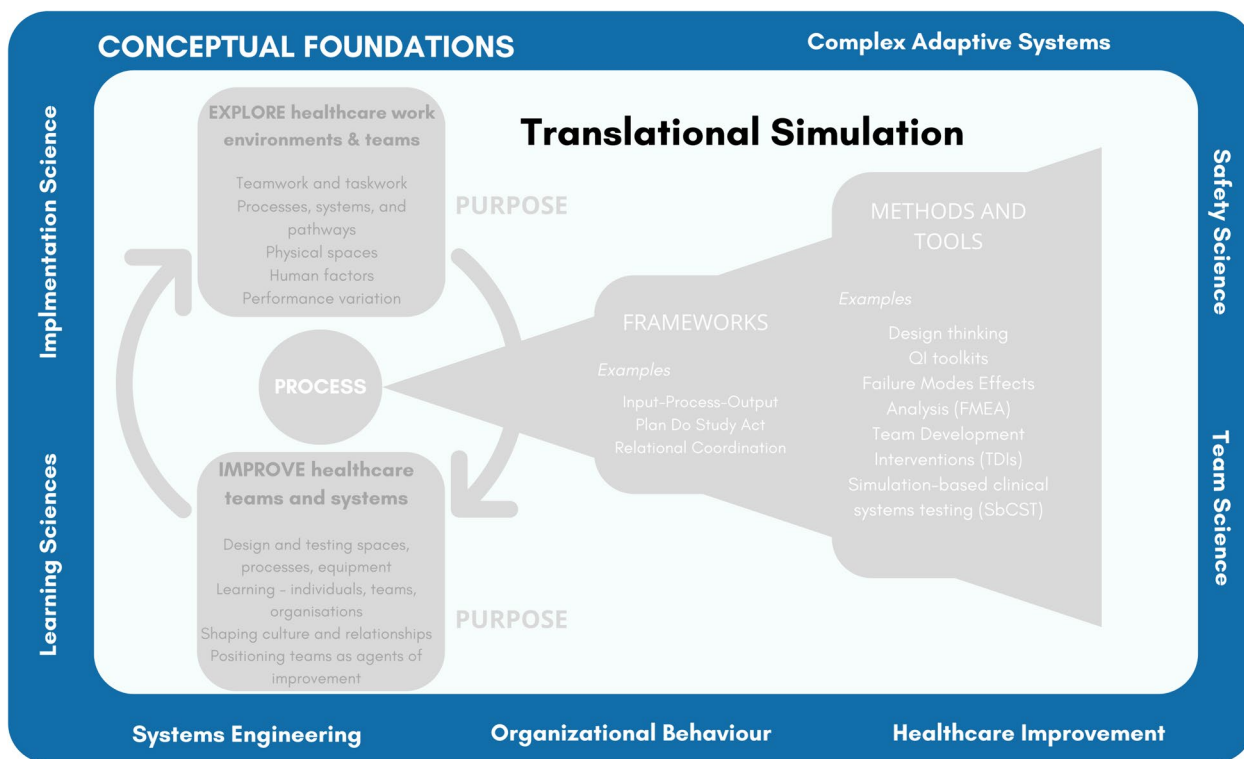 CONCEPTUAL FOUNDATIONS
Complex Adaptive Systems
Implmentation Science
Learning Sciences
Safety Science
Team Science
Systems Engineering
Organizational Behaviour
Healthcare Improvement
Translational Simulation
EXPLORE healthcare work
environments & teams
Teamwork and taskwork
Processes, systems, and
pathways
Physical spaces
Human factors
Performance variation
PURPOSE
PROCESS
IMPROVE healthcare
teams and systems
Design and testing spaces,
processes, equipment
Learning - individuals, teams,
organisations
Shaping culture and relationships
Positioning teams as agents of
improvement
PURPOSE
FRAMEWORKS
Examples
Input-Process-Output
Plan Do Study Act
Relational Coordination
METHODS AND
TOOLS
Examples
Design thinking
QI toolkits
Failure Modes Effects
Analysis (FMEA)
Team Development
Interventions (TDIs)
Simulation-based clinical
systems testing (SbCST)